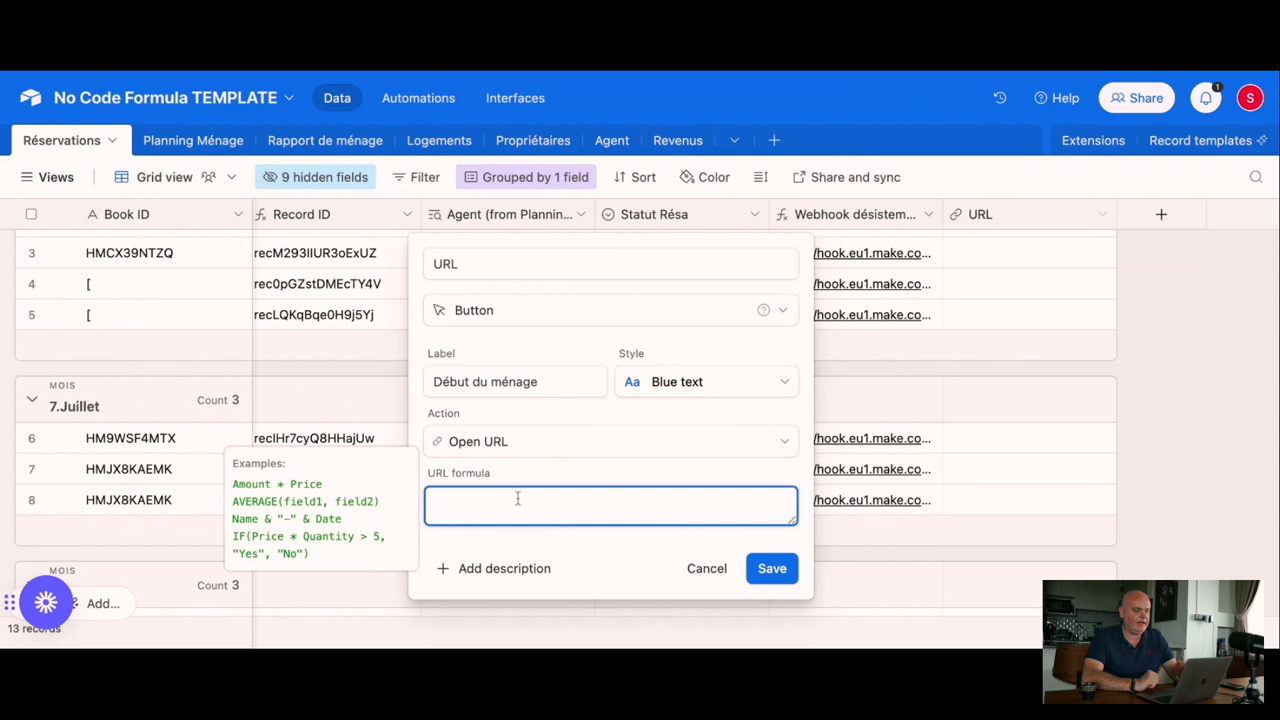 No Code Formula TEMPLATE
Data
Automations
Interfaces
Help
Share
1
S
Réservations
Planning Ménage
Rapport de ménage
Logements
Propriétaires
Agent
Revenus
Extensions
Record templates
Views
Grid view
9 hidden fields
Filter
Grouped by 1 field
Sort
Color
Share and sync
Book ID
Record ID
Agent (from Plannin...
Statut Résa
Webhook désistem...
URL
3 HMCX39NTZQ recM293IIUR3oExUZ /hook.eu1.make.co...
4 [ rec0pGZstDMEcTY4V /hook.eu1.make.co...
5 [ recLQKqBqe0H9j5Yj /hook.eu1.make.co...
MOIS
7.Juillet
Count 3
6 HM9WSF4MTX reclHr7cyQ8HHajUw /hook.eu1.make.co...
7 HMJX8KAEMK /hook.eu1.make.co...
8 HMJX8KAEMK /hook.eu1.make.co...
MOIS
Count 3
Add...
13 records
URL
Button
Label
Style
Début du ménage
Aa Blue text
Action
Open URL
URL formula
Add description
Cancel
Save
Examples:
Amount * Price
AVERAGE(field1, field2)
Name & "-" & Date
IF(Price * Quantity > 5,
"Yes", "No")